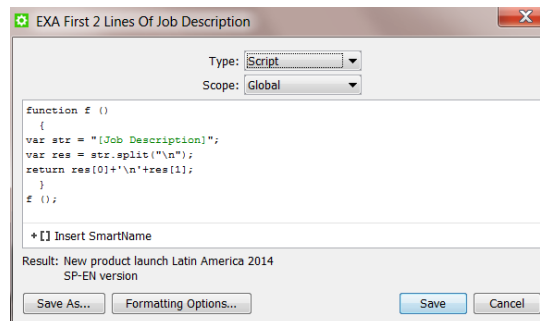 EXA First 2 Lines Of Job Description
Type: Script
Scope: Global
function f ()
{
var str = "[Job Description]";
var res = str.split("\n");
return res[0]+'\n'+res[1];
}
f ();
+[] Insert SmartName
Result: New product launch Latin America 2014
SP-EN version
Save As... Formatting Options... Save Cancel